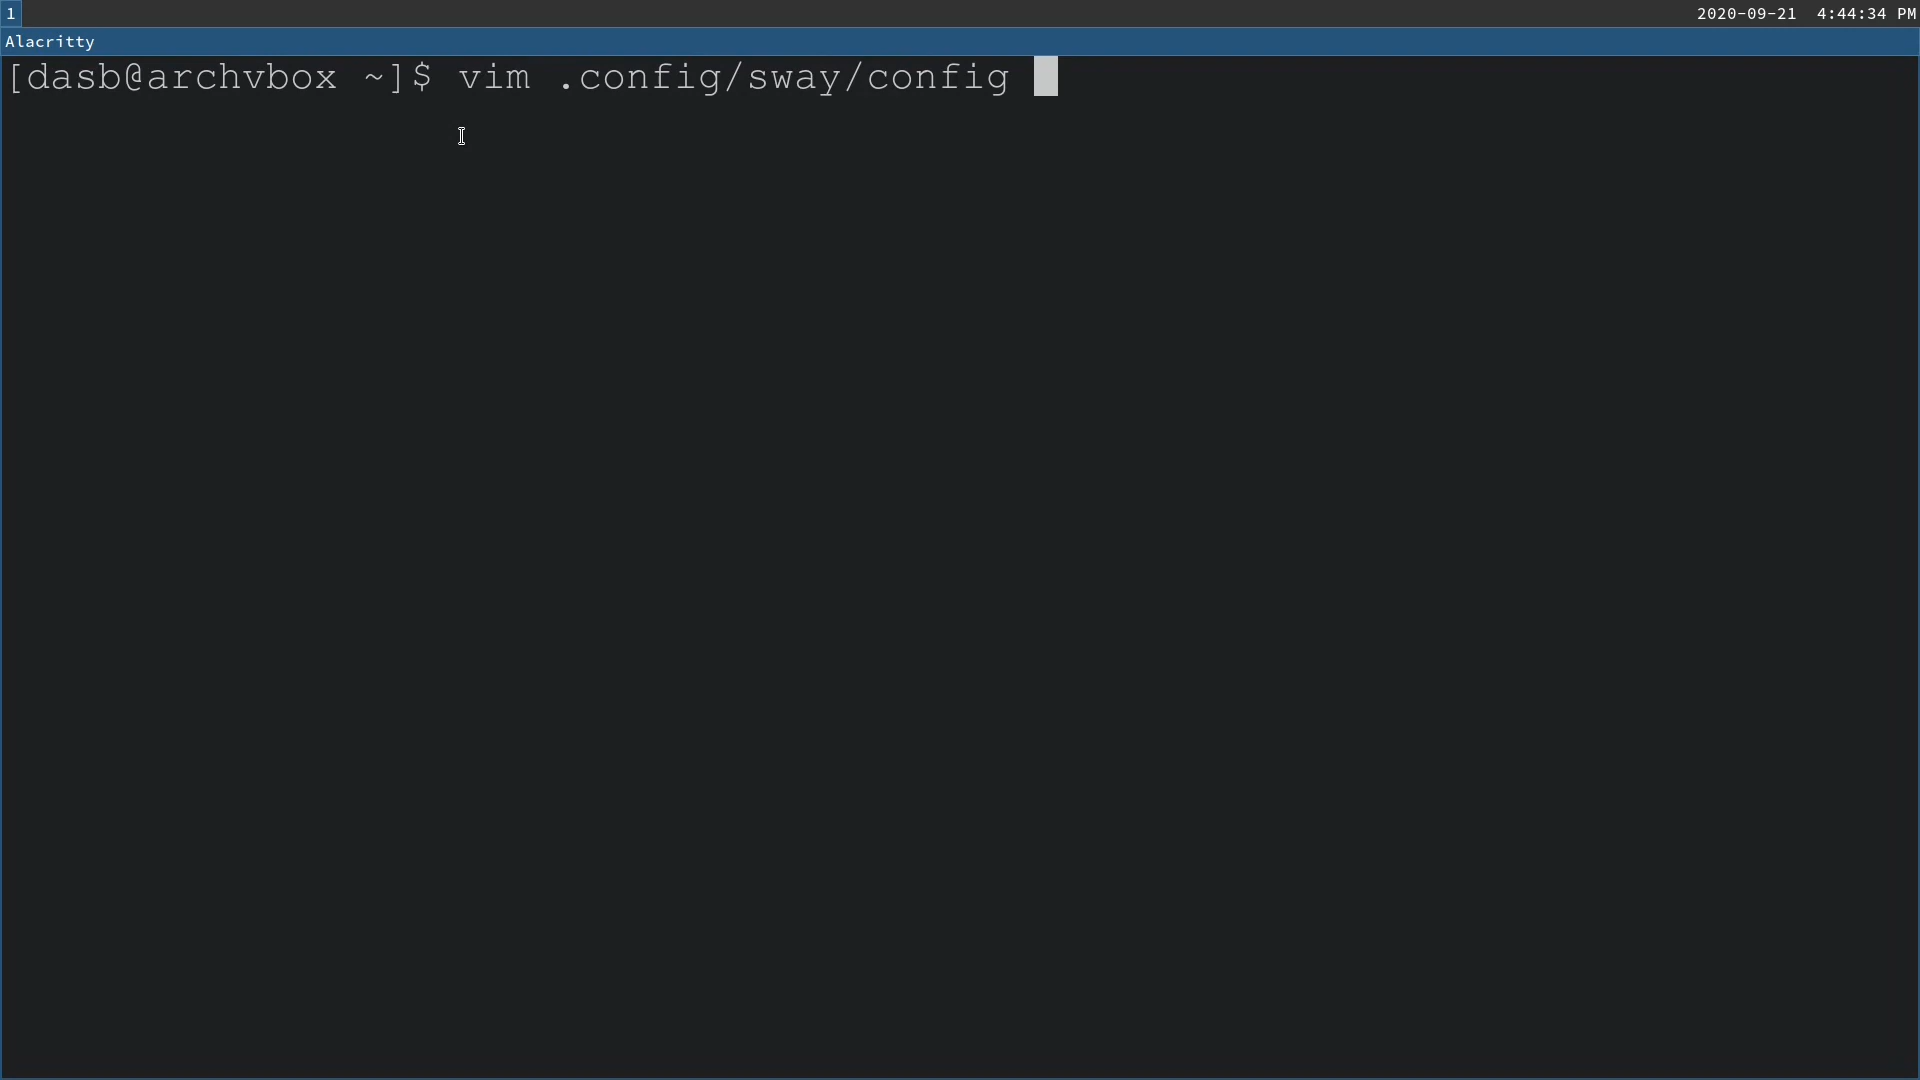 1 2020-09-21 4:44:34 PM
Alacritty
[dasb@archvbox ~]$ vim .config/sway/config